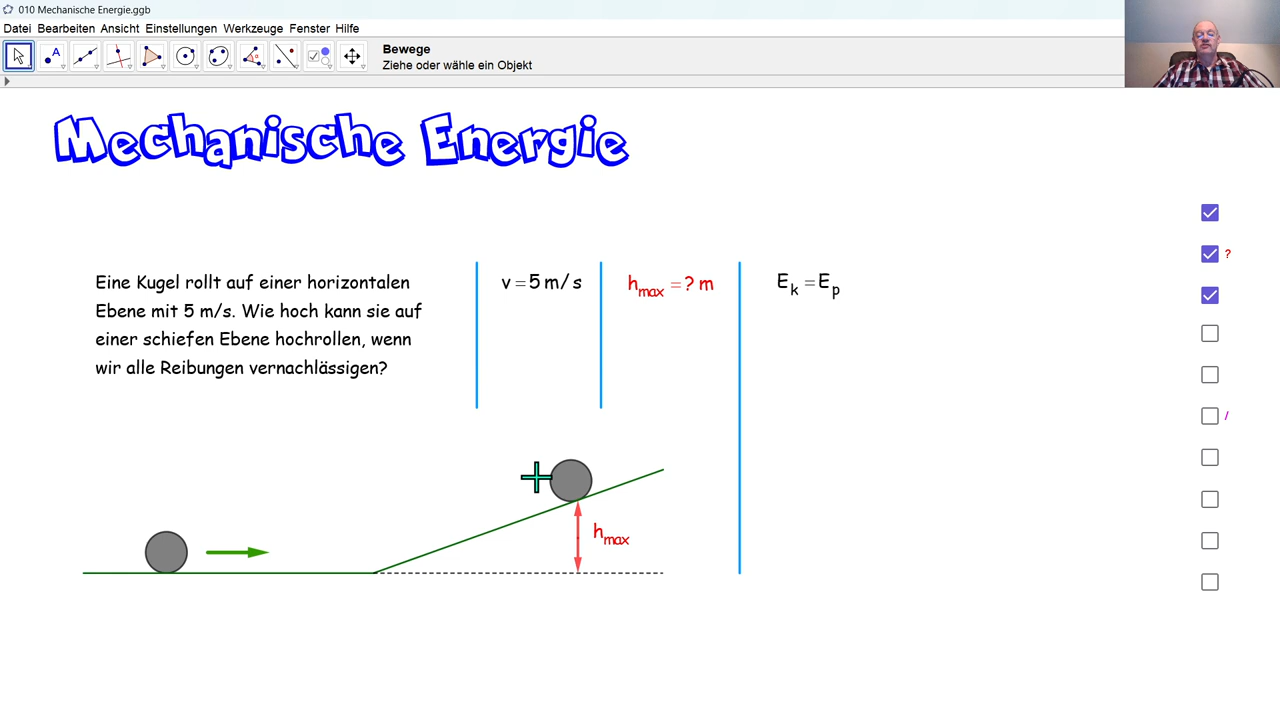 010 Mechanische Energie.ggb
Datei Bearbeiten Ansicht Einstellungen Werkzeuge Fenster Hilfe
A
Bewege
Ziehe oder wähle ein Objekt
Mechanische Energie
Eine Kugel rollt auf einer horizontalen
Ebene mit 5 m/s. Wie hoch kann sie auf
einer schiefen Ebene hochrollen, wenn
wir alle Reibungen vernachlässigen?
v = 5 m/s
h_max = ? m
E_k = E_p
?
/
h_max